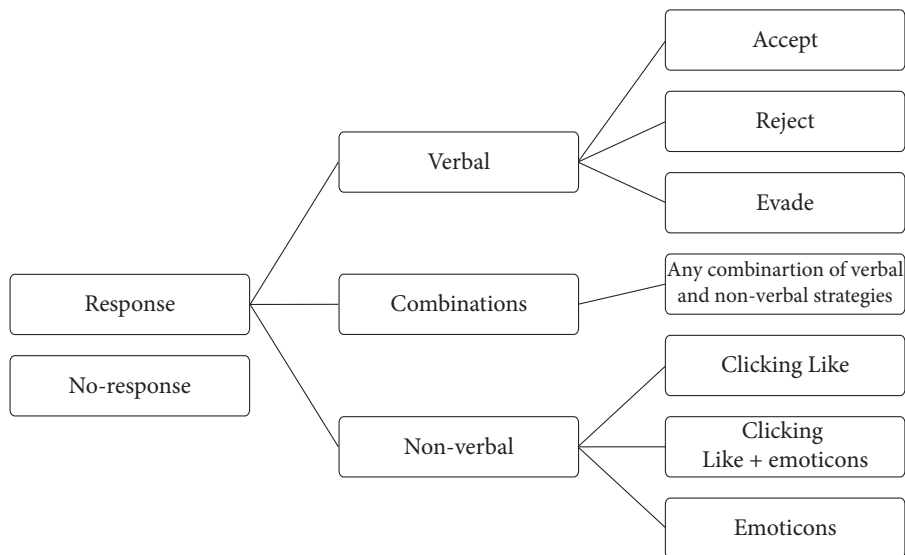 Accept
Reject
Verbal
Evade
Any combinartion of verbal
and non-verbal strategies
Response
Combinations
No-response
Clicking Like
Non-verbal
Clicking
Like + emoticons
Emoticons